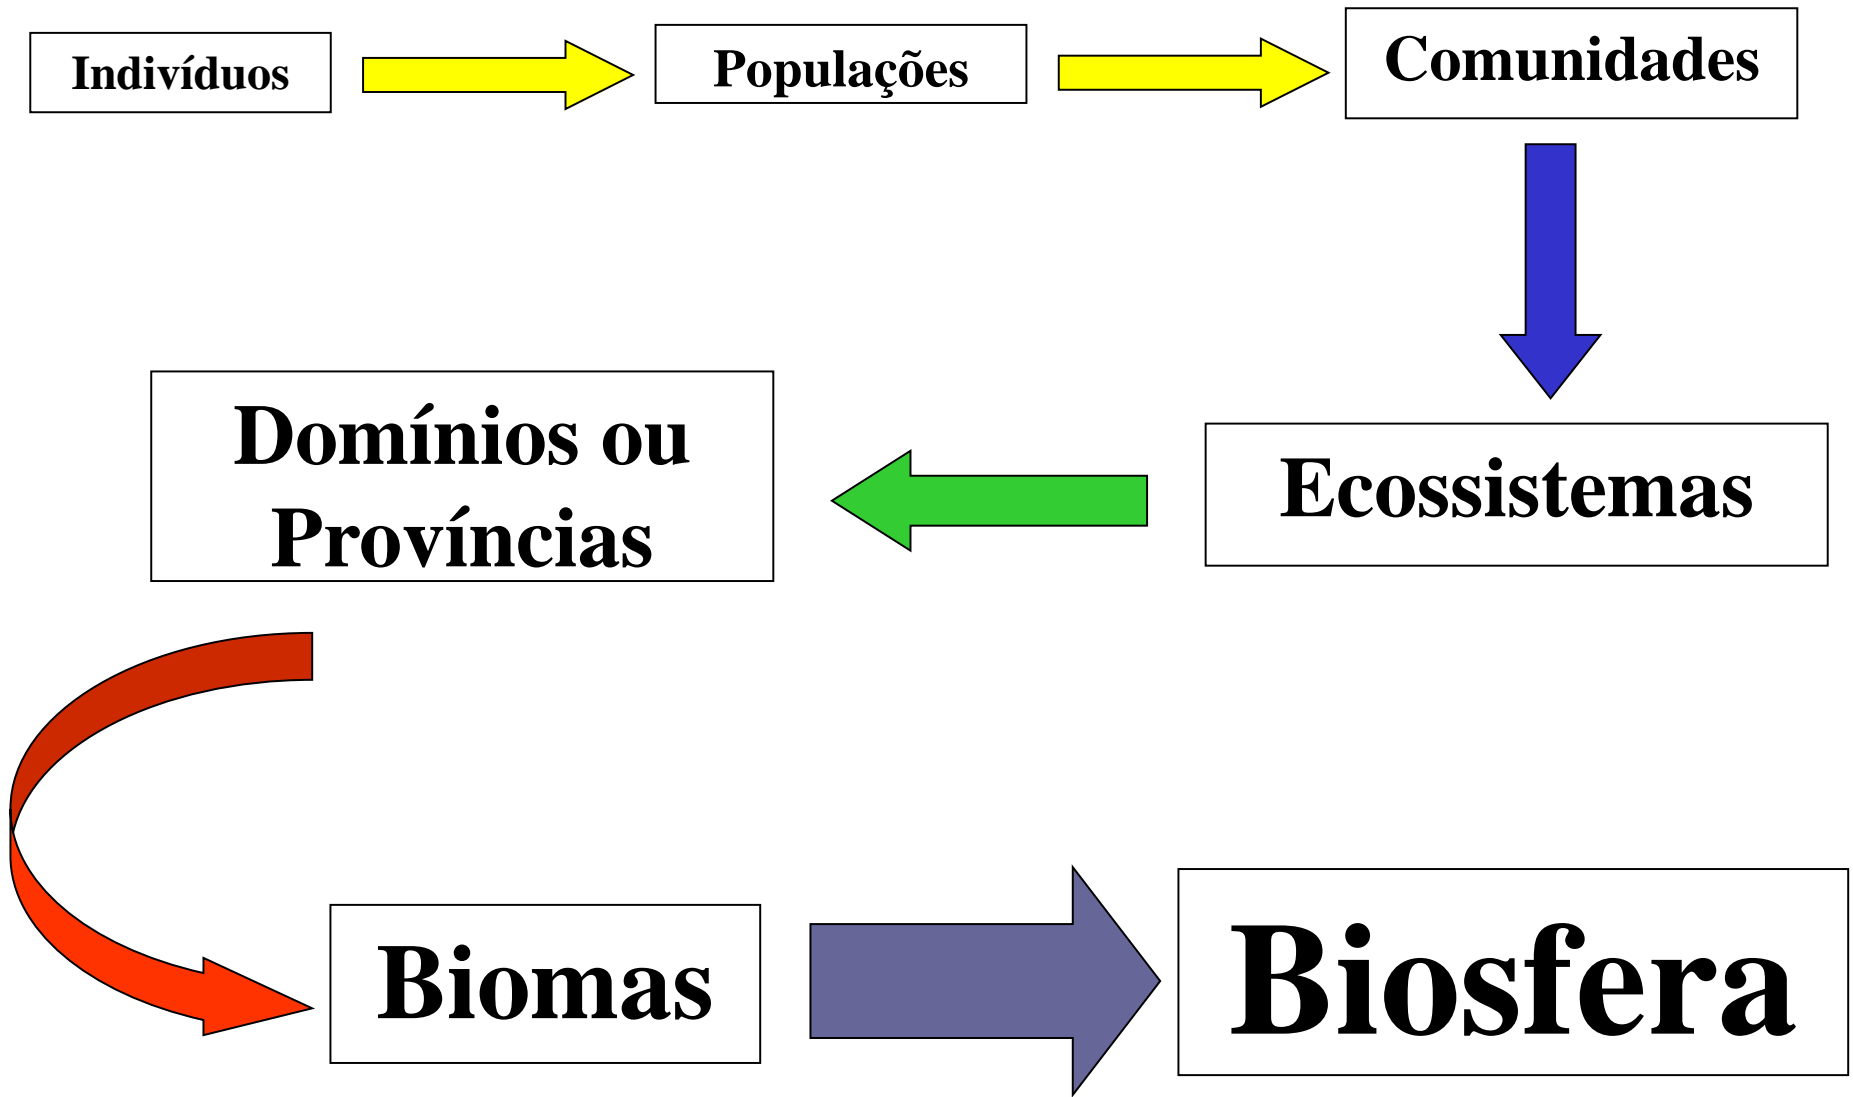 Indivíduos
Populações
Comunidades
Ecossistemas
Domínios ou
Províncias
Biomas
Biosfera